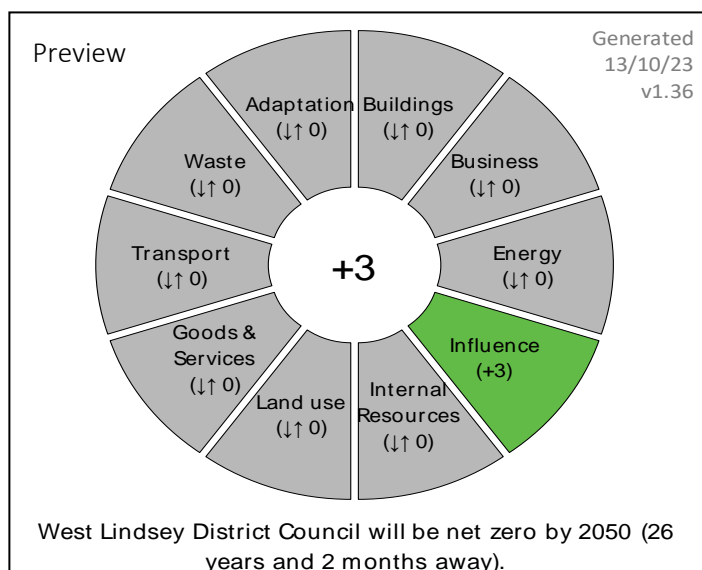 Preview
Generated
13/10/23
v1.36
Adaptation
(↓↑ 0)
Buildings
(↓↑ 0)
Waste
(↓↑ 0)
Business
(↓↑ 0)
Transport
(↓↑ 0)
+3
Energy
(↓↑ 0)
Goods &
Services
(↓↑ 0)
Influence
(+3)
Land use
(↓↑ 0)
Internal
Resources
(↓↑ 0)
West Lindsey District Council will be net zero by 2050 (26
years and 2 months away).